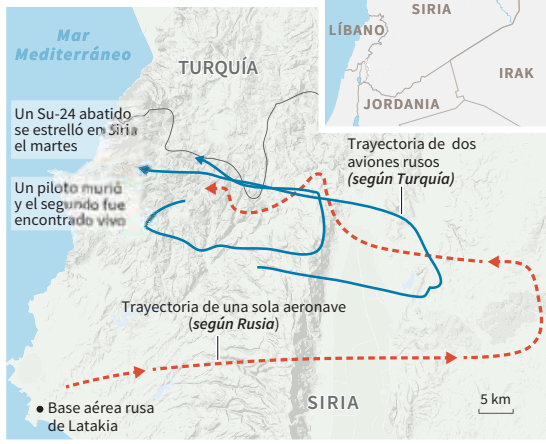 Mar
Mediterráneo
TURQUÍA
SIRIA
LÍBANO
IRAK
JORDANIA
Un Su-24 abatido
se estrelló en Siria
el martes
Un piloto murió
y el segundo fue
encontrado vivo
Trayectoria de dos
aviones rusos
(según Turquía)
Trayectoria de una sola aeronave
(según Rusia)
SIRIA
5 km
Base aérea rusa
de Latakia